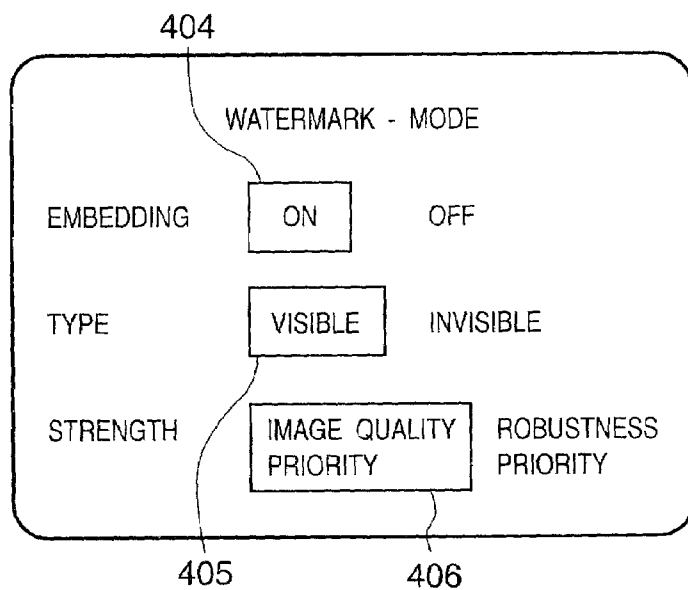 404
WATERMARK - MODE
EMBEDDING ON OFF
TYPE VISIBLE INVISIBLE
STRENGTH IMAGE QUALITY PRIORITY ROBUSTNESS PRIORITY
405 406